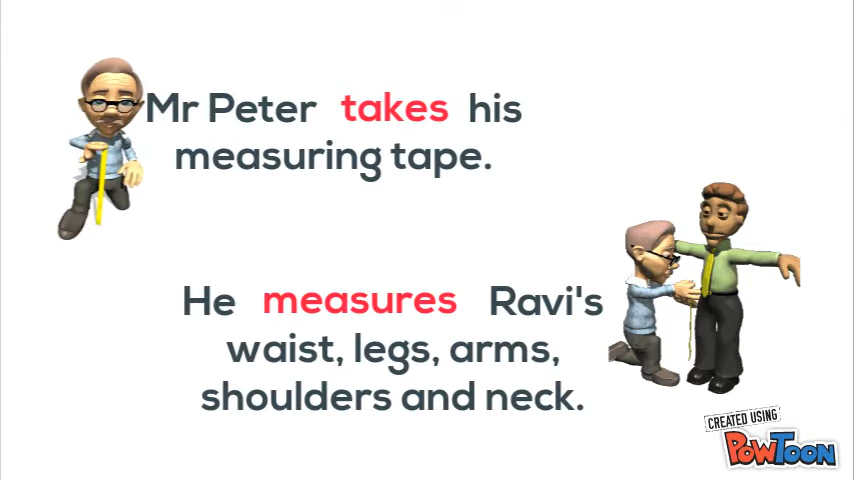 Mr Peter takes his
measuring tape.
He measures Ravi's
waist, legs, arms,
shoulders and neck.
CREATED USING
POWTOON